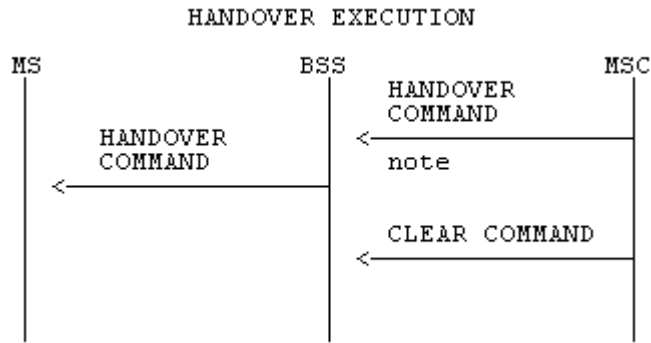 HANDOVER EXECUTION
MS BSS MSC
HANDOVER
COMMAND
HANDOVER
COMMAND
note
CLEAR COMMAND